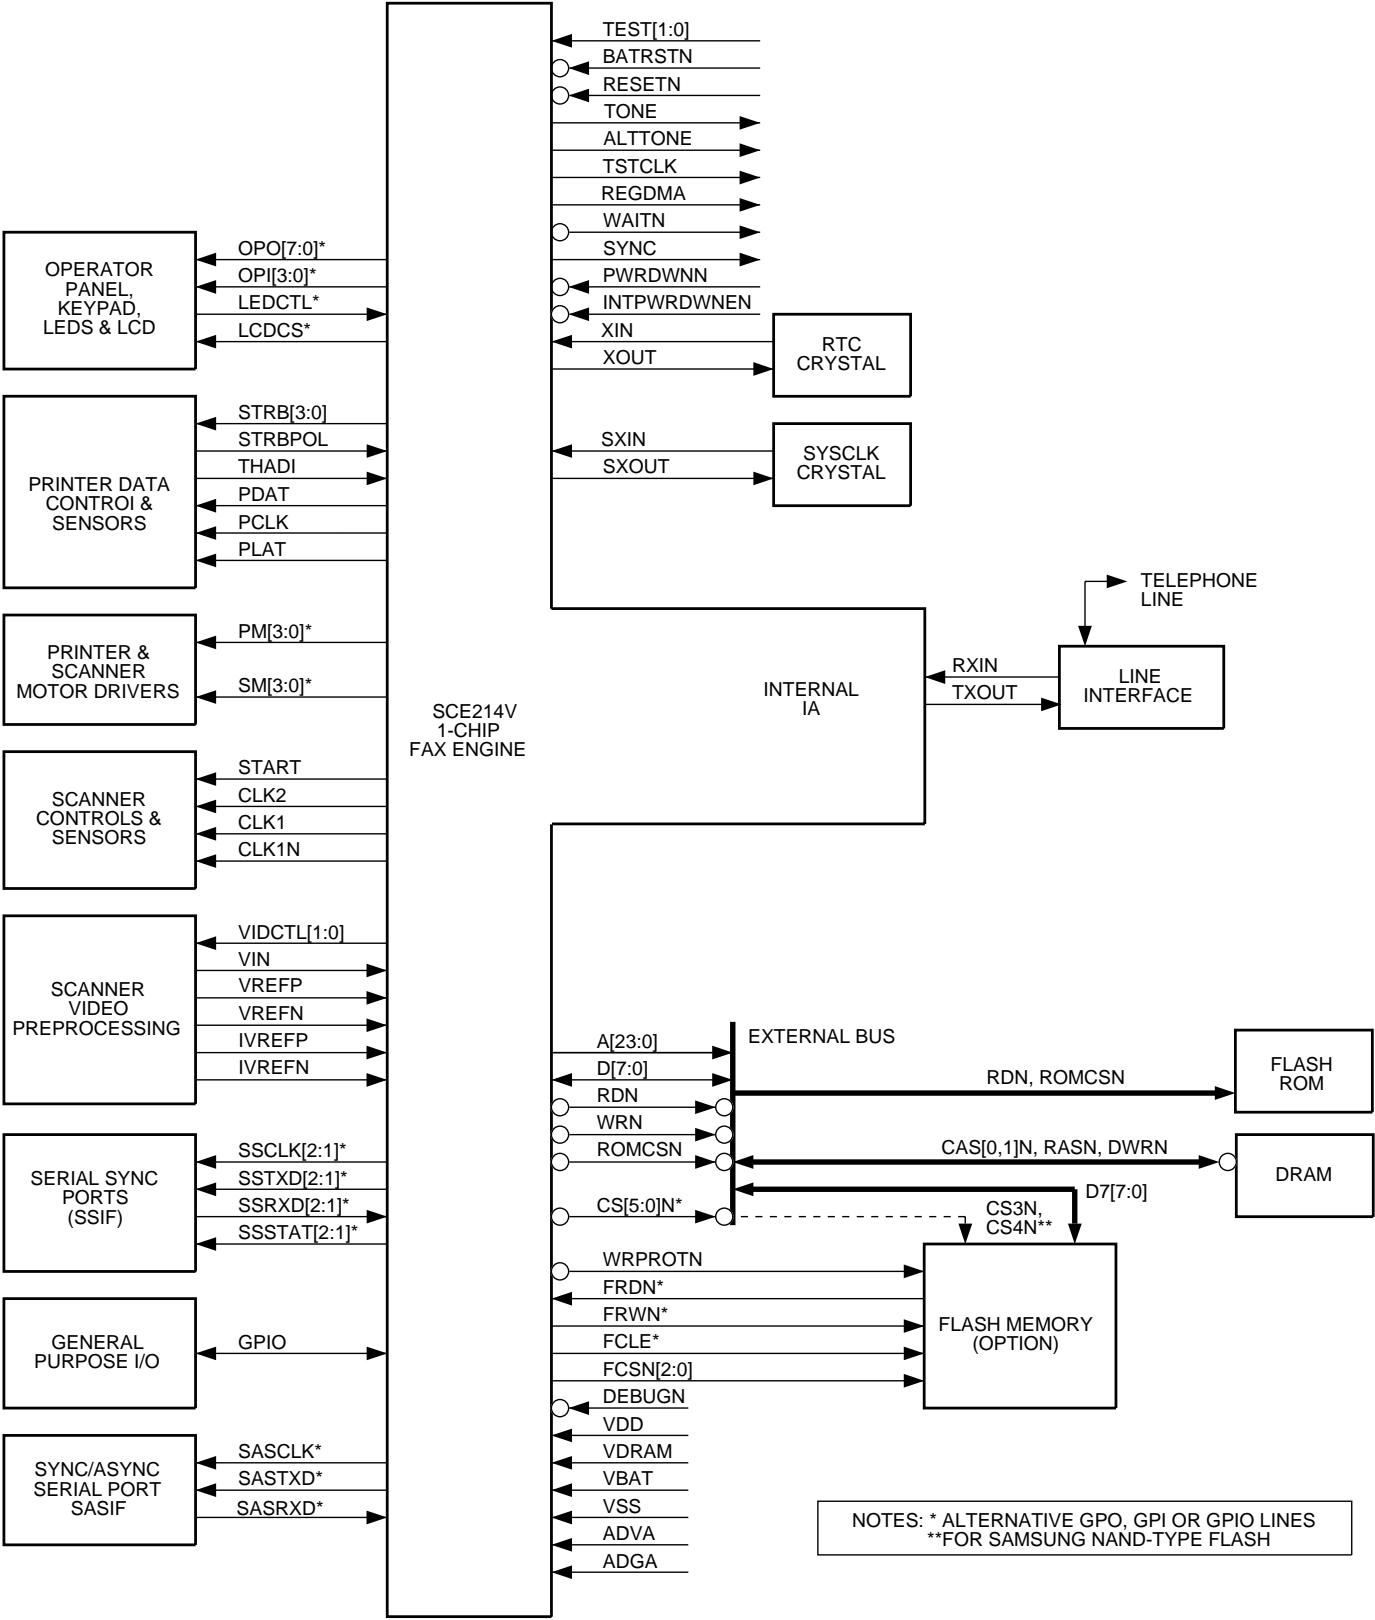 TEST[1:0]
BATRSTN
RESETN
TONE
ALTTONE
TSTCLK
REGDMA
WAITN
SYNC
PWRDWNN
INTPWRDWNEN
XIN
XOUT
RTC
CRYSTAL
SXIN
SXOUT
SYSCLK
CRYSTAL
OPERATOR
PANEL,
KEYPAD,
LEDS & LCD
OPO[7:0]*
OPI[3:0]*
LEDCTL*
LCDCS*
PRINTER DATA
CONTROI &
SENSORS
STRB[3:0]
STRBPOL
THADI
PDAT
PCLK
PLAT
PRINTER &
SCANNER
MOTOR DRIVERS
PM[3:0]*
SM[3:0]*
SCE214V
1-CHIP
FAX ENGINE
INTERNAL
IA
TELEPHONE
LINE
RXIN
TXOUT
LINE
INTERFACE
SCANNER
CONTROLS &
SENSORS
START
CLK2
CLK1
CLK1N
SCANNER
VIDEO
PREPROCESSING
VIDCTL[1:0]
VIN
VREFP
VREFN
IVREFP
IVREFN
SERIAL SYNC
PORTS
(SSIF)
SSCLK[2:1]*
SSTXD[2:1]*
SSRXD[2:1]*
SSSTAT[2:1]*
GENERAL
PURPOSE I/O
GPIO
SYNC/ASYNC
SERIAL PORT
SASIF
SASCLK*
SASTXD*
SASRXD*
A[23:0]
D[7:0]
RDN
WRN
ROMCSN
CS[5:0]N*
EXTERNAL BUS
RDN, ROMCSN
FLASH
ROM
CAS[0,1]N, RASN, DWRN
DRAM
D7[7:0]
CS3N,
CS4N**
WRPROTN
FRDN*
FRWN*
FCLE*
FCSN[2:0]
FLASH MEMORY
(OPTION)
DEBUGN
VDD
VDRAM
VBAT
VSS
ADVA
ADGA
NOTES: * ALTERNATIVE GPO, GPI OR GPIO LINES
**FOR SAMSUNG NAND-TYPE FLASH